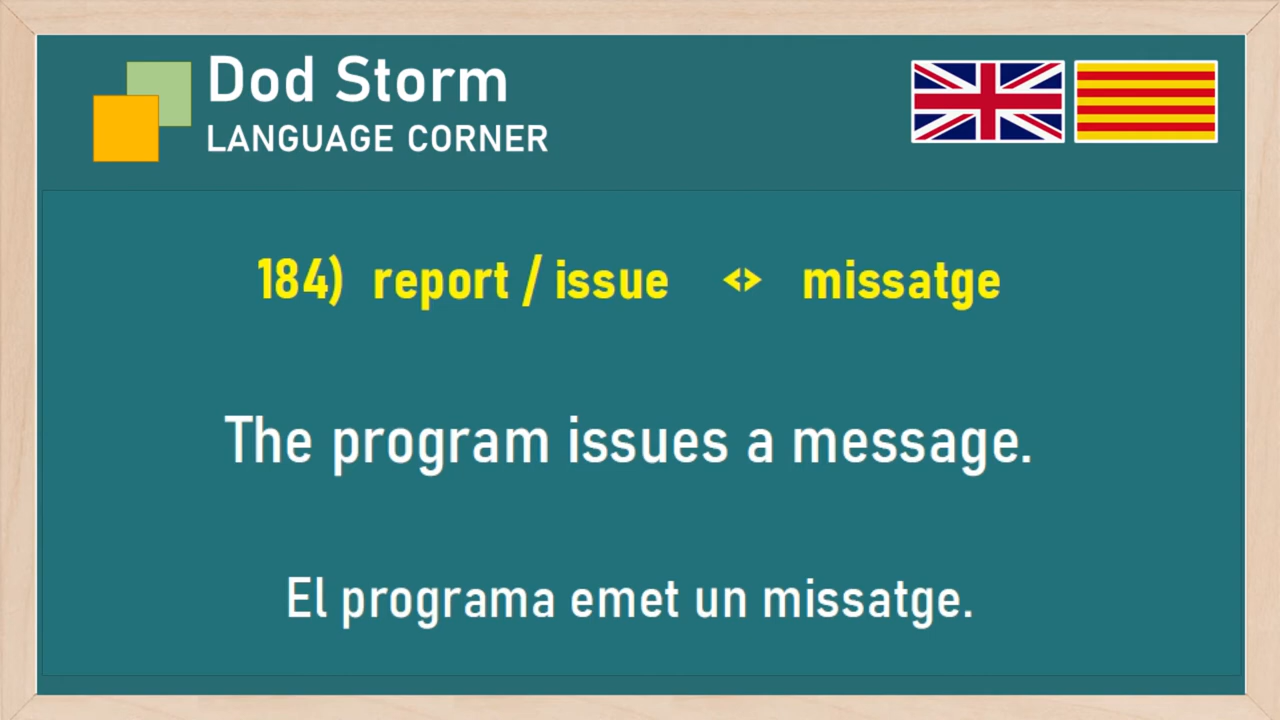 Dod Storm
LANGUAGE CORNER
184) report / issue <> missatge
The program issues a message.
El programa emet un missatge.